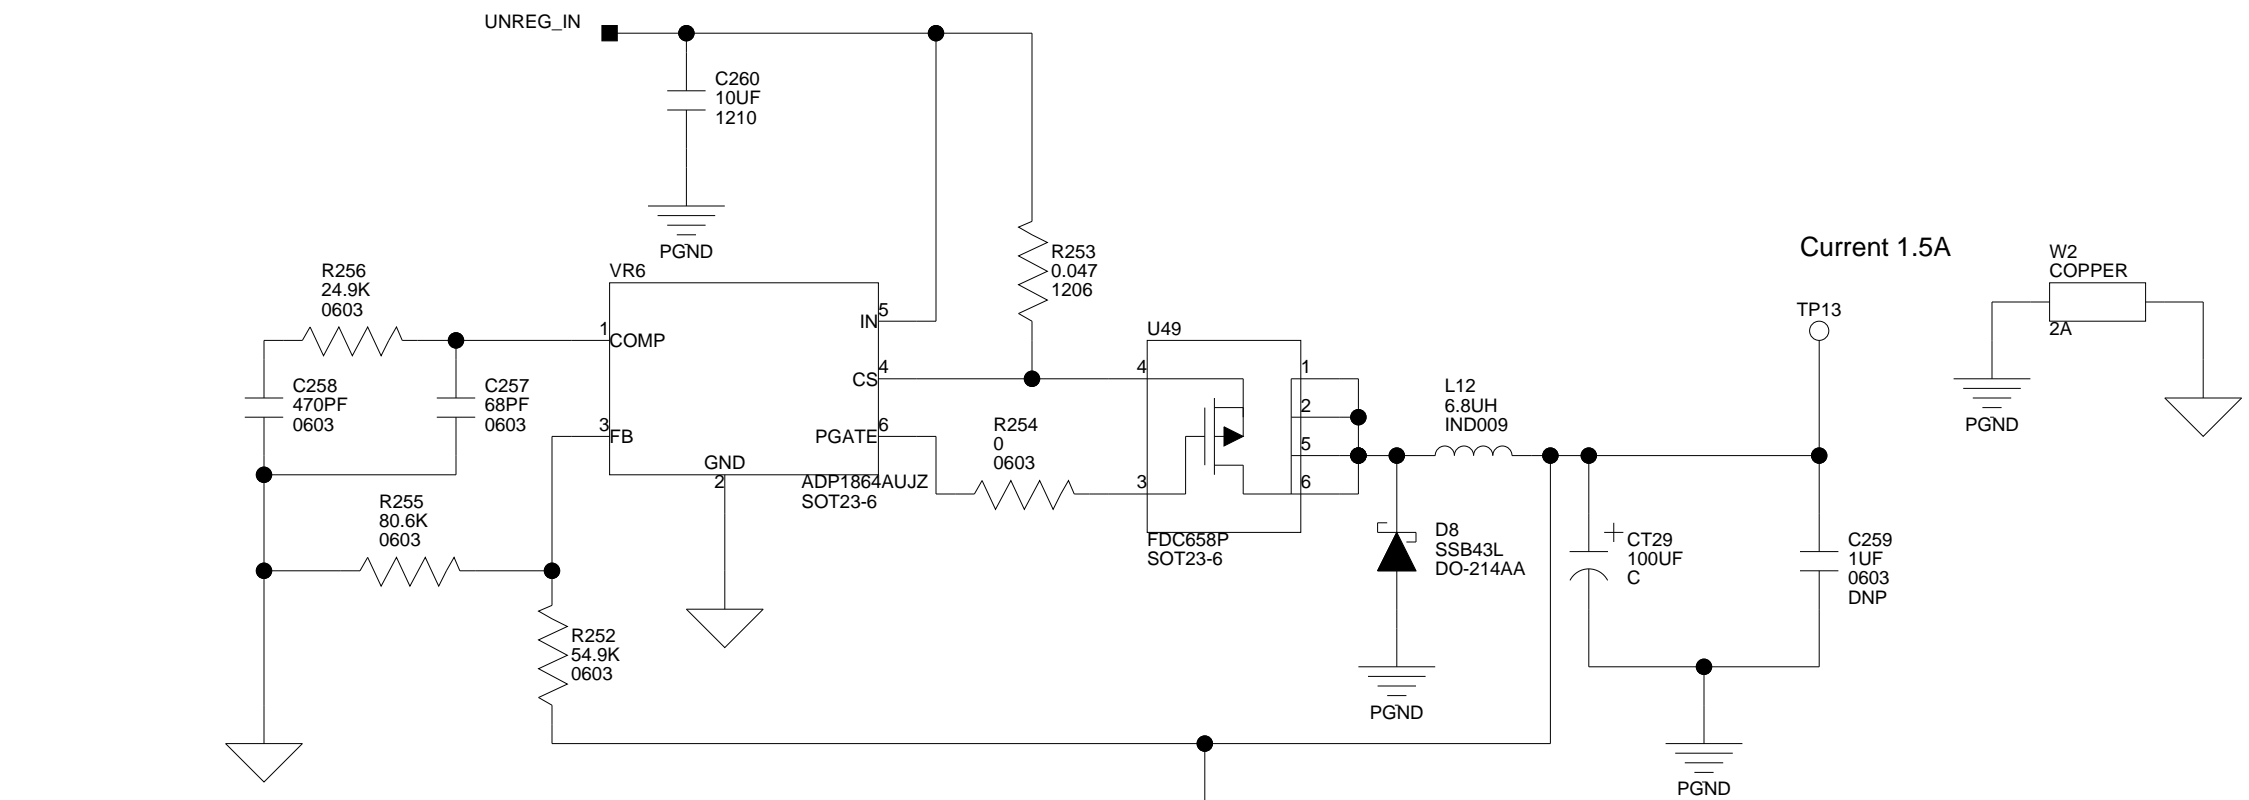 UNREG_IN
C260
10UF
1210
PGND
R253
0.047
1206
Current 1.5A
W2
COPPER
2A
PGND
TP13
R256
24.9K
0603
VR6
1
COMP
5
IN
4
CS
6
PGATE
3
FB
GND
2
ADP1864AUJZ
SOT23-6
C258
470PF
0603
C257
68PF
0603
R254
0
0603
U49
4
3
1
2
5
6
FDC658P
SOT23-6
L12
6.8UH
IND009
R255
80.6K
0603
D8
SSB43L
DO-214AA
PGND
+
CT29
100UF
C
C259
1UF
0603
DNP
PGND
R252
54.9K
0603